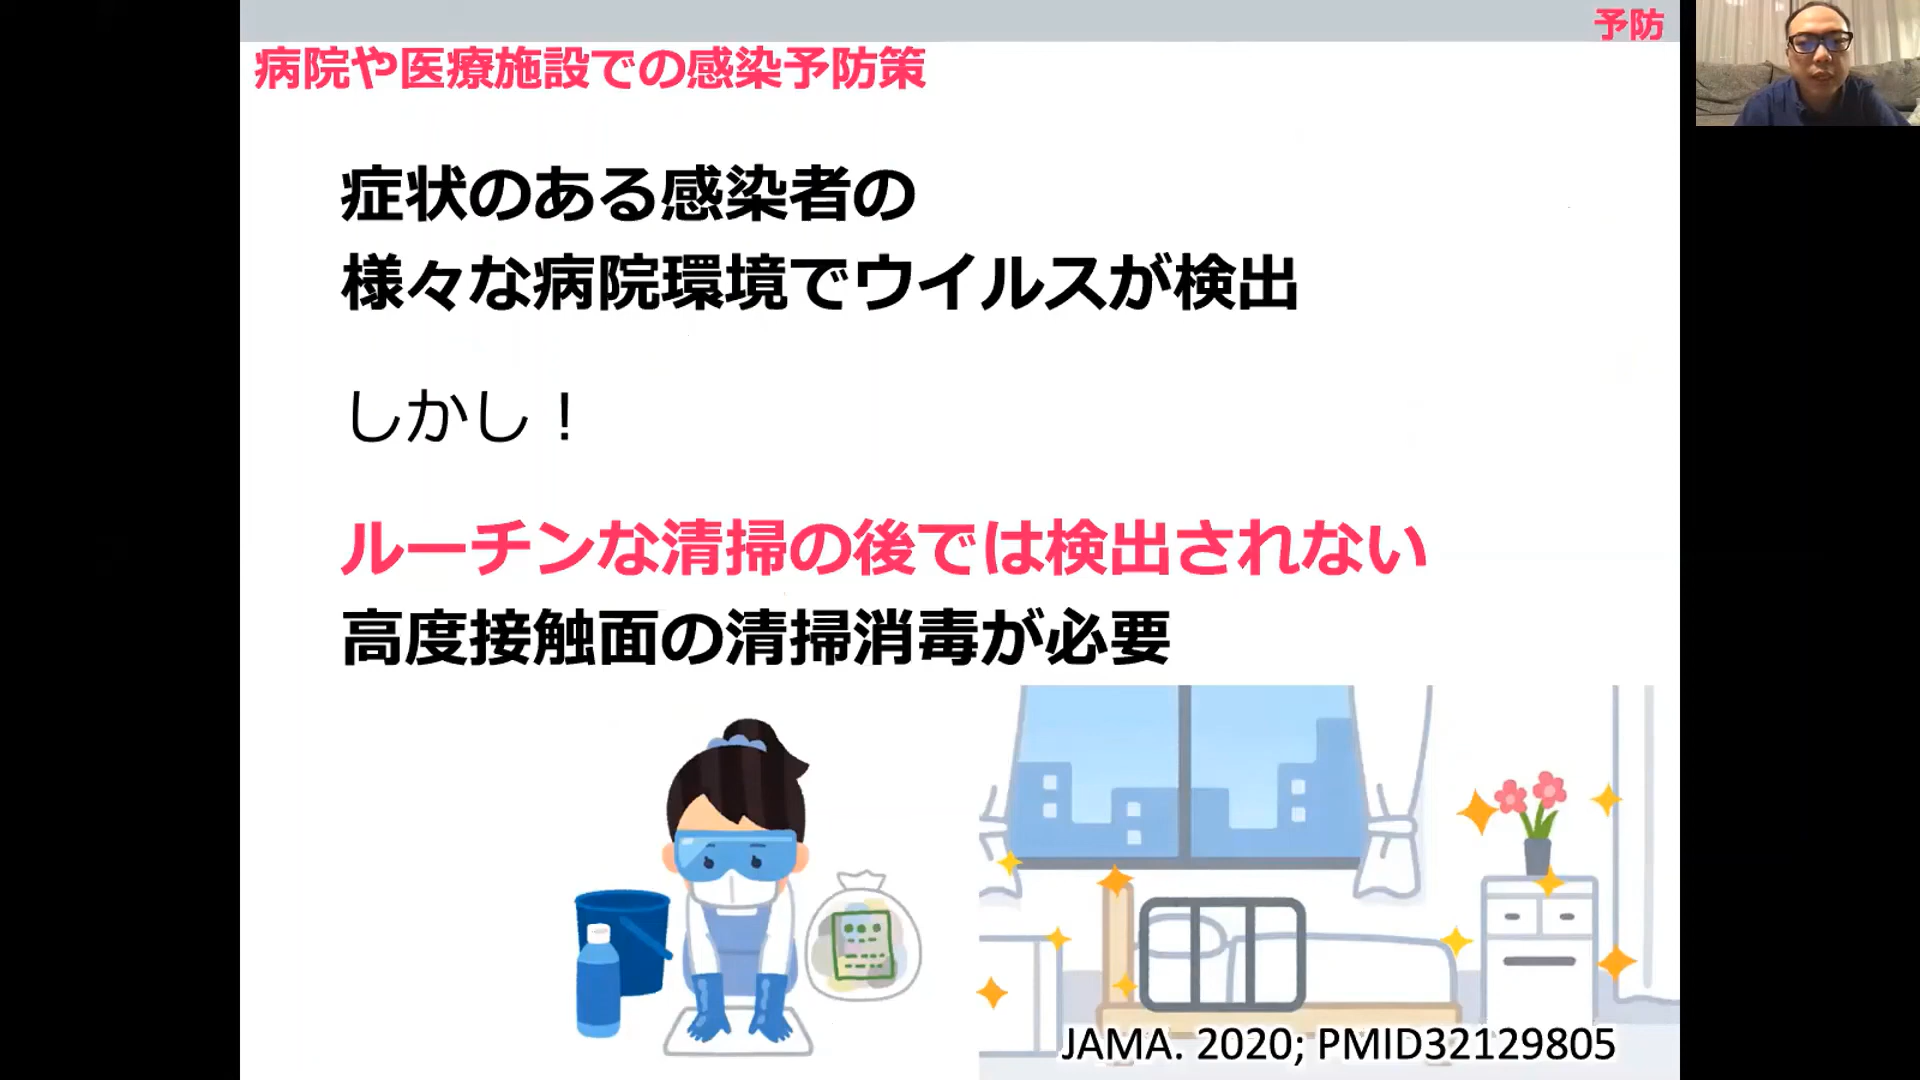 予防
病院や医療施設での感染予防策
症状のある感染者の
様々な病院環境でウイルスが検出
しかし！
ルーチンな清掃の後では検出されない
高度接触面の清掃消毒が必要
JAMA. 2020; PMID32129805